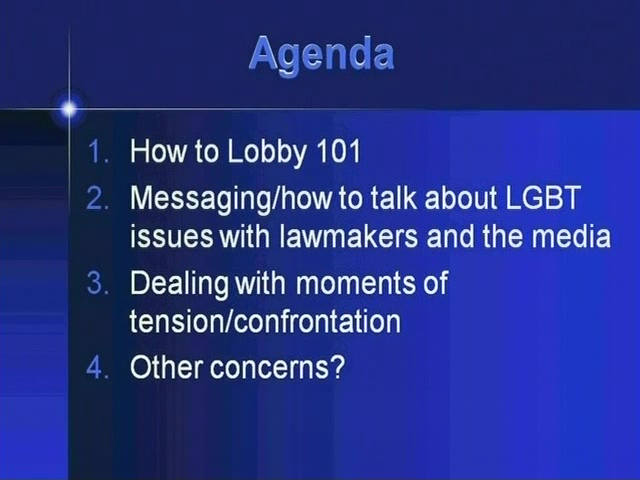 Agenda
1. How to Lobby 101
2. Messaging/how to talk about LGBT
issues with lawmakers and the media
3. Dealing with moments of
tension/confrontation
4. Other concerns?